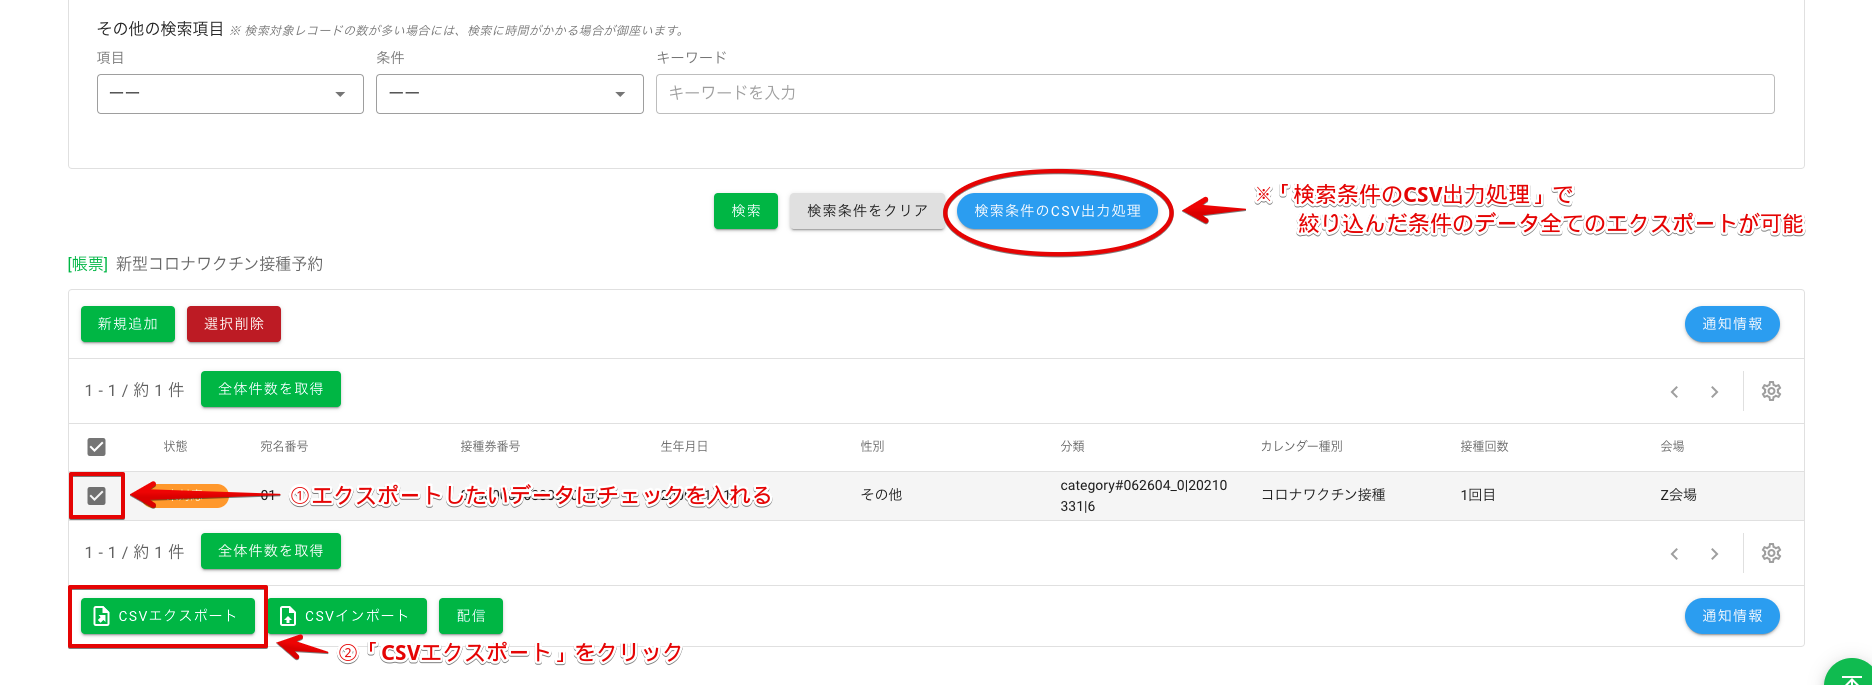 その他の検索項目 ※ 検索対象レコードの数が多い場合には、検索に時間がかかる場合が御座います。
項目 条件 キーワード
ーー ーー キーワードを入力
検索 検索条件をクリア 検索条件のCSV出力処理
※「検索条件のCSV出力処理」で
絞り込んだ条件のデータ全てのエクスポートが可能
[帳票] 新型コロナワクチン接種予約
新規追加 選択削除 通知情報
1 - 1 / 約 1 件 全体件数を取得
状態 宛名番号 接種券番号 生年月日 性別 分類 カレンダー種別 接種回数 会場
01 ①エクスポートしたいデータにチェックを入れる その他 category#062604_0|20210 コロナワクチン接種 1回目 Z会場
331|6
1 - 1 / 約 1 件 全体件数を取得
CSVエクスポート CSVインポート 配信 通知情報
②「CSVエクスポート」をクリック